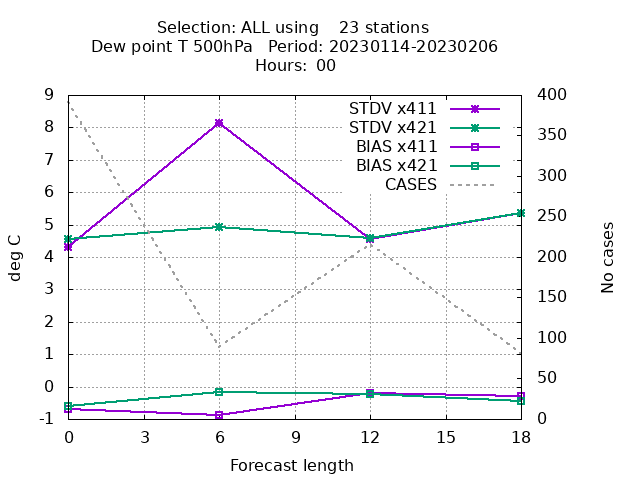 Selection: ALL using    23 stations
Dew point T 500hPa   Period: 20230114-20230206
Hours: 00
STDV x411
STDV x421
BIAS x411
BIAS x421
CASES
9
8
7
6
5
4
3
2
1
0
-1
400
350
300
250
200
150
100
50
0
deg C
No cases
0 3 6 9 12 15 18
Forecast length